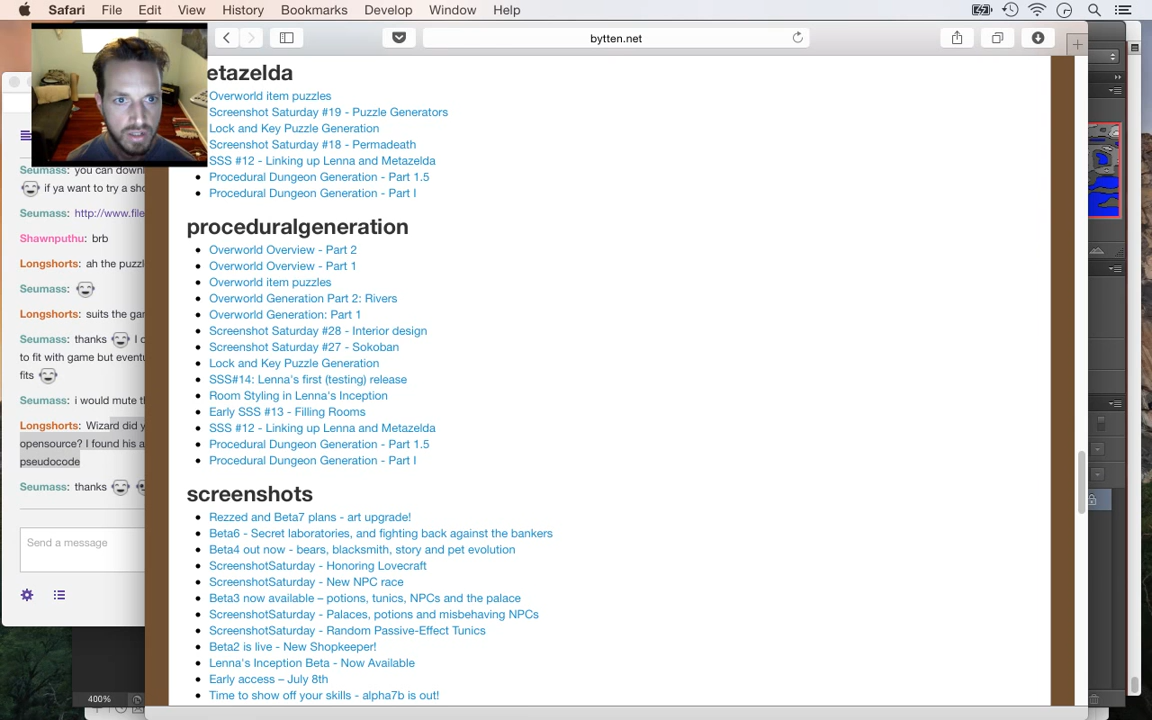 Safari File Edit View History Bookmarks Develop Window Help
bytten.net
etazelda
Overworld item puzzles
Screenshot Saturday #19 - Puzzle Generators
Lock and Key Puzzle Generation
Screenshot Saturday #18 - Permadeath
SSS #12 - Linking up Lenna and Metazelda
Procedural Dungeon Generation - Part 1.5
Procedural Dungeon Generation - Part I
proceduralgeneration
Overworld Overview - Part 2
Overworld Overview - Part 1
Overworld item puzzles
Overworld Generation Part 2: Rivers
Overworld Generation: Part 1
Screenshot Saturday #28 - Interior design
Screenshot Saturday #27 - Sokoban
Lock and Key Puzzle Generation
SSS#14: Lenna's first (testing) release
Room Styling in Lenna's Inception
Early SSS #13 - Filling Rooms
SSS #12 - Linking up Lenna and Metazelda
Procedural Dungeon Generation - Part 1.5
Procedural Dungeon Generation - Part I
screenshots
Rezzed and Beta7 plans - art upgrade!
Beta6 - Secret laboratories, and fighting back against the bankers
Beta4 out now - bears, blacksmith, story and pet evolution
ScreenshotSaturday - Honoring Lovecraft
ScreenshotSaturday - New NPC race
Beta3 now available – potions, tunics, NPCs and the palace
ScreenshotSaturday - Palaces, potions and misbehaving NPCs
ScreenshotSaturday - Random Passive-Effect Tunics
Beta2 is live - New Shopkeeper!
Lenna's Inception Beta - Now Available
Early access – July 8th
Time to show off your skills - alpha7b is out!
Seumass: you can down
if ya want to try a sho
Seumass: http://www.file
Shawnputhu: brb
Longshorts: ah the puzzl
Seumass:
Longshorts: suits the gar
Seumass: thanks I
to fit with game but event
fits
Seumass: i would mute t
Longshorts: Wizard did y
opensource? I found his a
pseudocode
Seumass: thanks
Send a message
400%